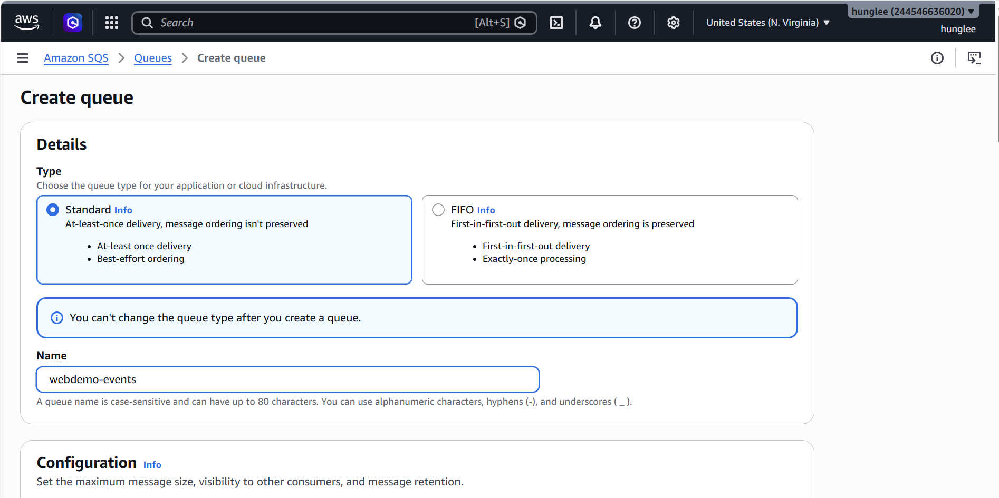 aws
Search [Alt+S]
United States (N. Virginia)
hunglee (244546636020)
hunglee
Amazon SQS
Queues
Create queue
Create queue
Details
Type
Choose the queue type for your application or cloud infrastructure.
Standard Info
At-least-once delivery, message ordering isn't preserved
• At-least once delivery
• Best-effort ordering
FIFO Info
First-in-first-out delivery, message ordering is preserved
• First-in-first-out delivery
• Exactly-once processing
You can't change the queue type after you create a queue.
Name
webdemo-events
A queue name is case-sensitive and can have up to 80 characters. You can use alphanumeric characters, hyphens (-), and underscores ( _ ).
Configuration Info
Set the maximum message size, visibility to other consumers, and message retention.